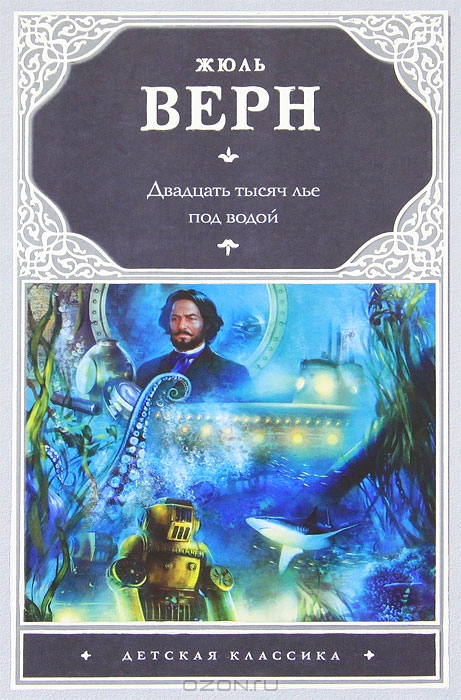 ЖЮЛЬ
ВЕРН
Двадцать тысяч лье
под водой
ДЕТСКАЯ КЛАССИКА
ozon.ru